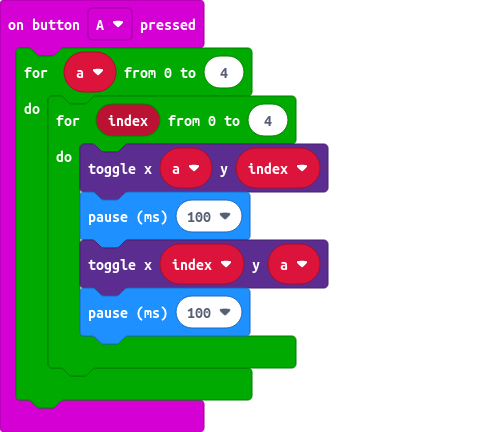 on button A pressed
for a from 0 to 4
do
for index from 0 to 4
do
toggle x a y index
pause (ms) 100
toggle x index y a
pause (ms) 100